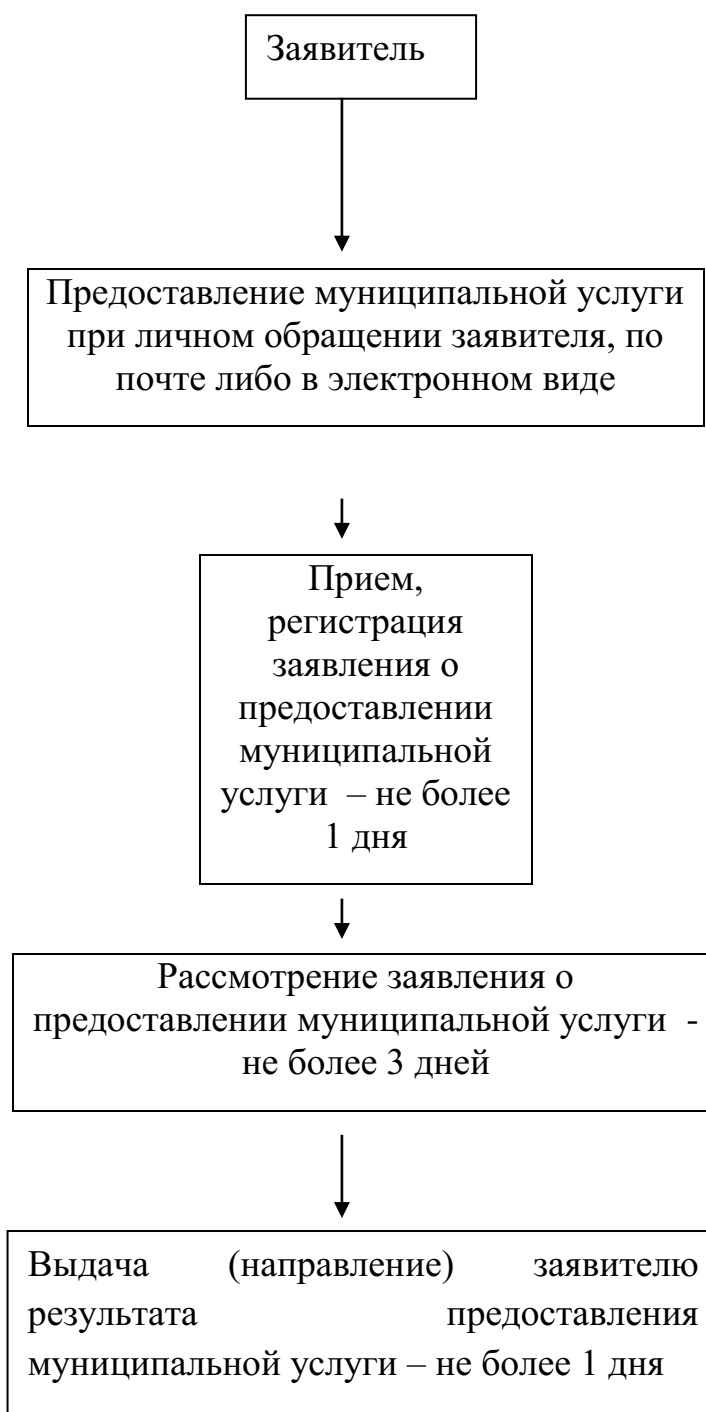 Заявитель
Предоставление муниципальной услуги
при личном обращении заявителя, по
почте либо в электронном виде
Прием,
регистрация
заявления о
предоставлении
муниципальной
услуги – не более
1 дня
Рассмотрение заявления о
предоставлении муниципальной услуги -
не более 3 дней
Выдача (направление) заявителю
результата предоставления
муниципальной услуги – не более 1 дня